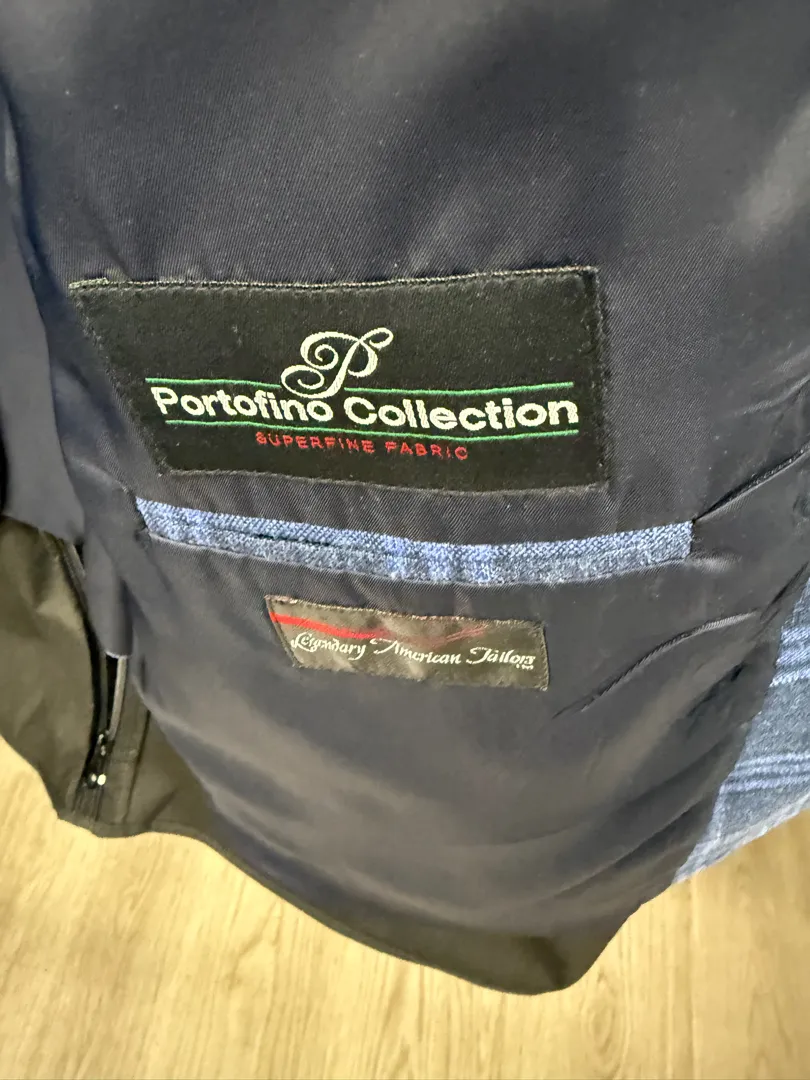 P
Portofino Collection
SUPERFINE FABRIC
Legendary American Tailors